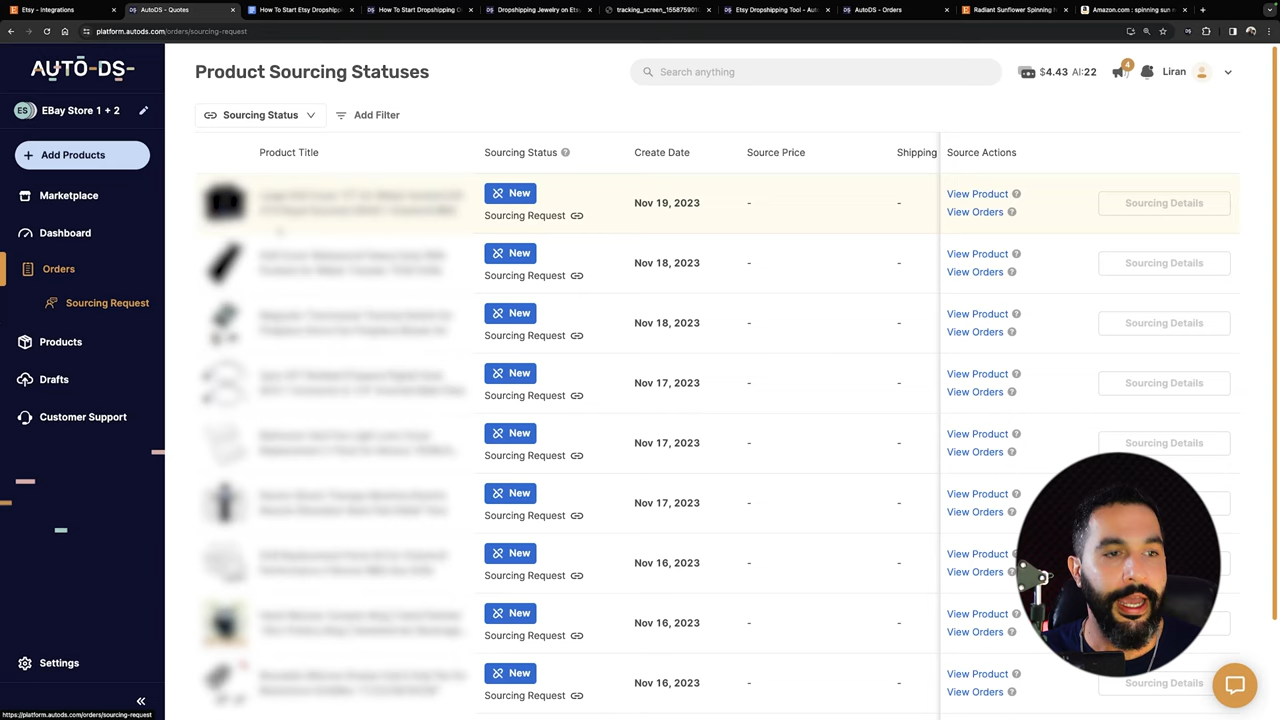 Etsy - Integrations
AutoDS - Quotes
How To Start Etsy Dropshippi
How To Start Dropshipping O
Dropshipping Jewelry on Etsy
tracking_screen_155875901
Etsy Dropshipping Tool - Auto
AutoDS - Orders
Radiant Sunflower Spinning N
Amazon.com : spinning sun n
platform.autods.com/orders/sourcing-request
AUTO-DS-
ES
EBay Store 1 + 2
Add Products
Marketplace
Dashboard
Orders
Sourcing Request
Products
Drafts
Customer Support
Settings
https://platform.autods.com/orders/sourcing-request
Product Sourcing Statuses
Search anything
$4.43 AI:22
4
Liran
Sourcing Status
Add Filter
Product Title
Sourcing Status
Create Date
Source Price
Shipping
Source Actions
New
Sourcing Request
Nov 19, 2023
-
-
View Product
View Orders
Sourcing Details
New
Sourcing Request
Nov 18, 2023
-
-
View Product
View Orders
Sourcing Details
New
Sourcing Request
Nov 18, 2023
-
-
View Product
View Orders
Sourcing Details
New
Sourcing Request
Nov 17, 2023
-
-
View Product
View Orders
Sourcing Details
New
Sourcing Request
Nov 17, 2023
-
-
View Product
View Orders
Sourcing Details
New
Sourcing Request
Nov 17, 2023
-
-
View Product
View Orders
New
Sourcing Request
Nov 16, 2023
-
-
View Product
View Orders
New
Sourcing Request
Nov 16, 2023
-
-
View Product
View Orders
New
Sourcing Request
Nov 16, 2023
-
-
View Product
View Orders
Sourcing Details